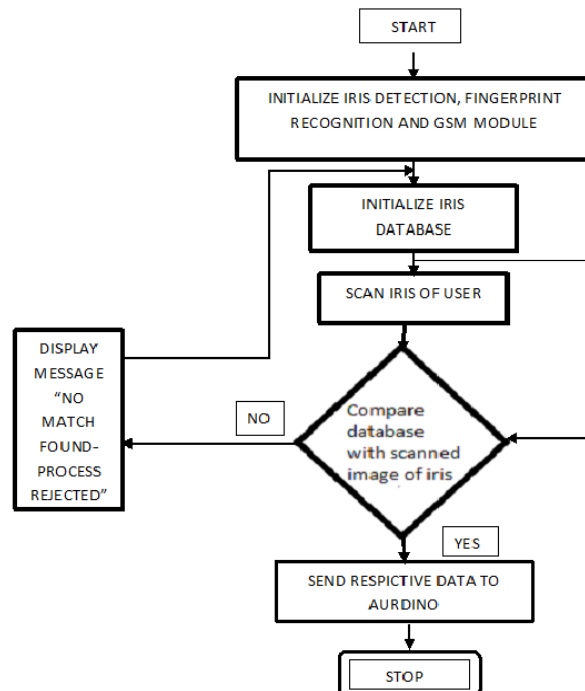 START
INITIALIZE IRIS DETECTION, FINGERPRINT
RECOGNITION AND GSM MODULE
INITIALIZE IRIS
DATABASE
SCAN IRIS OF USER
DISPLAY
MESSAGE
“NO
MATCH
FOUND-
PROCESS
REJECTED”
NO
Compare
database
with scanned
image of iris
YES
SEND RESPICTIVE DATA TO
AURDINO
STOP